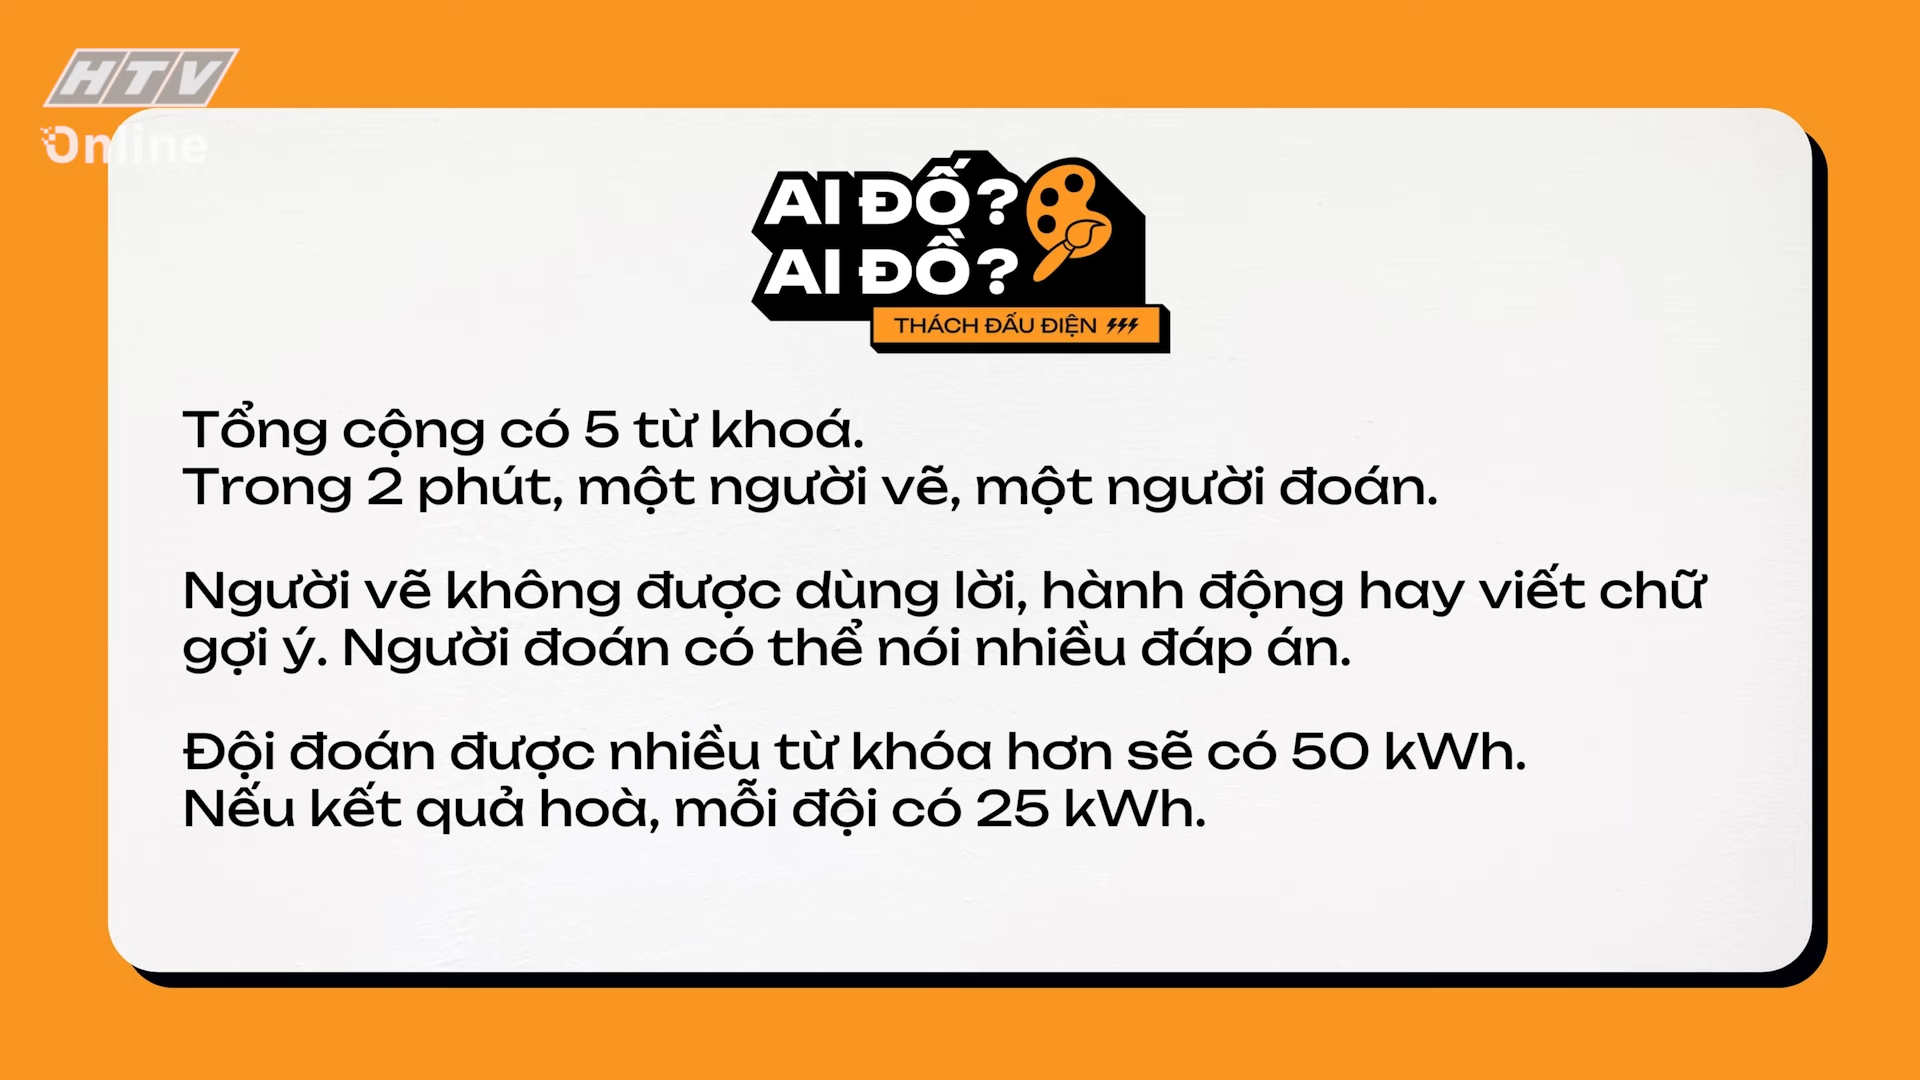 HTV
Online
AI ĐỐ?
AI ĐỒ?
THÁCH ĐẤU ĐIỆN
Tổng cộng có 5 từ khoá.
Trong 2 phút, một người vẽ, một người đoán.
Người vẽ không được dùng lời, hành động hay viết chữ
gợi ý. Người đoán có thể nói nhiều đáp án.
Đội đoán được nhiều từ khóa hơn sẽ có 50 kWh.
Nếu kết quả hoà, mỗi đội có 25 kWh.